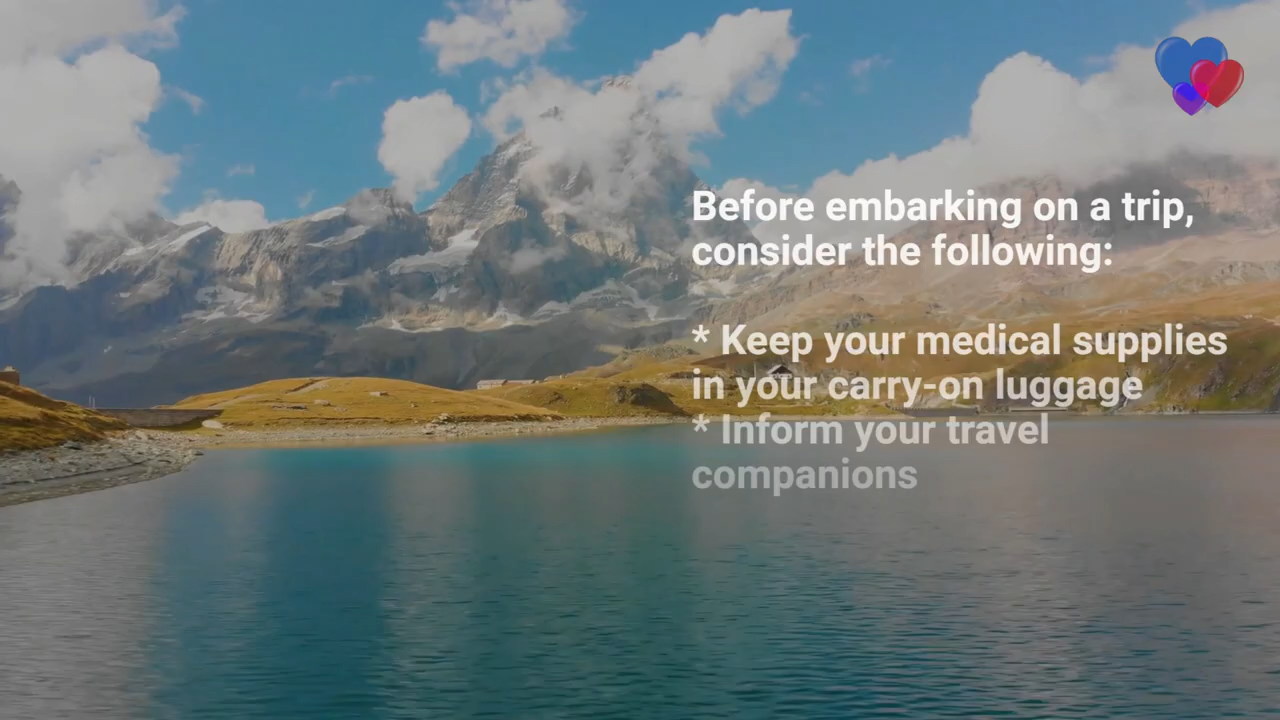 Before embarking on a trip,
consider the following:
* Keep your medical supplies
in your carry-on luggage
* Inform your travel
companions